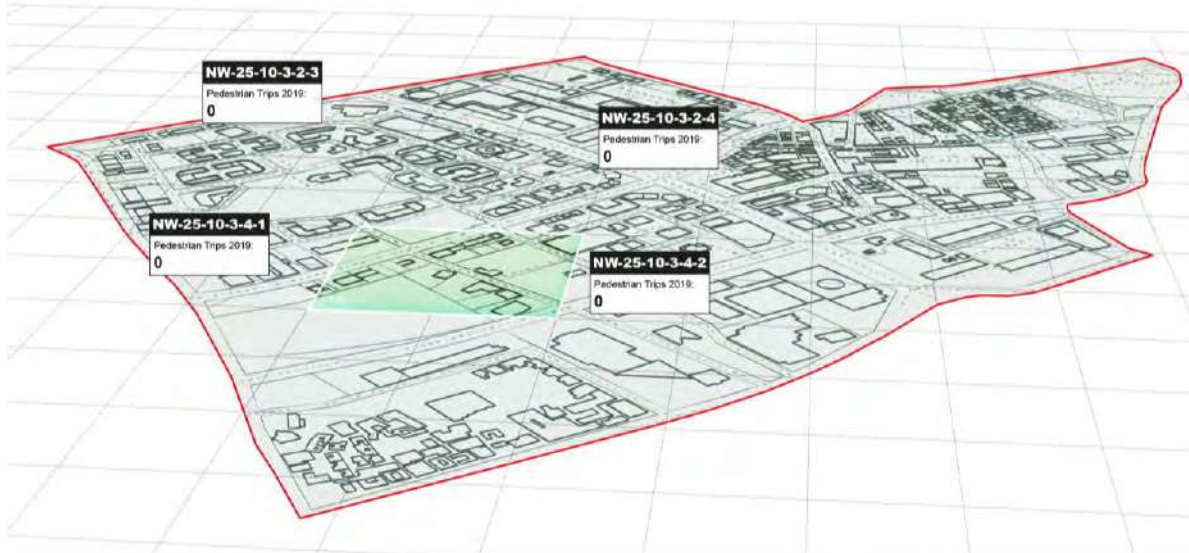 NW-25-10-3-2-3
Pedestrian Trips 2019:
0
NW-25-10-3-2-4
Pedestrian Trips 2019:
0
NW-25-10-3-4-1
Pedestrian Trips 2019:
0
NW-25-10-3-4-2
Pedestrian Trips 2019:
0